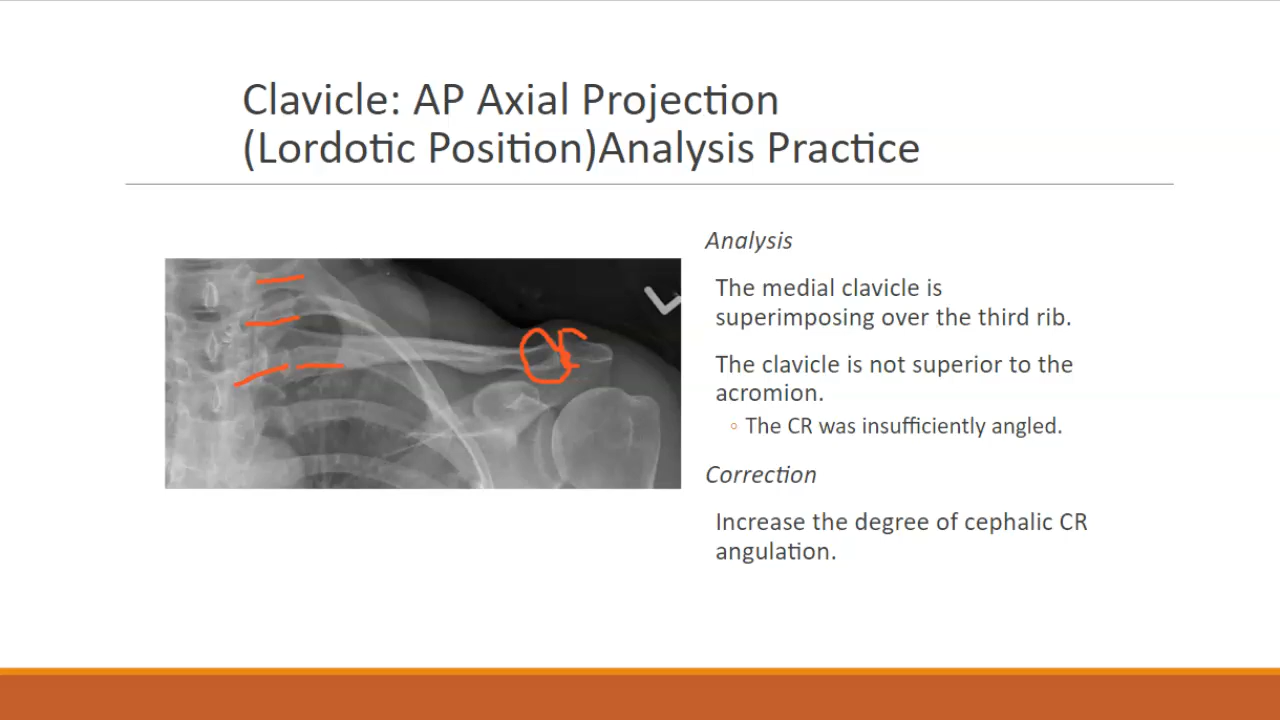 Clavicle: AP Axial Projection
(Lordotic Position)Analysis Practice
Analysis
The medial clavicle is
superimposing over the third rib.
The clavicle is not superior to the
acromion.
◦ The CR was insufficiently angled.
Correction
Increase the degree of cephalic CR
angulation.